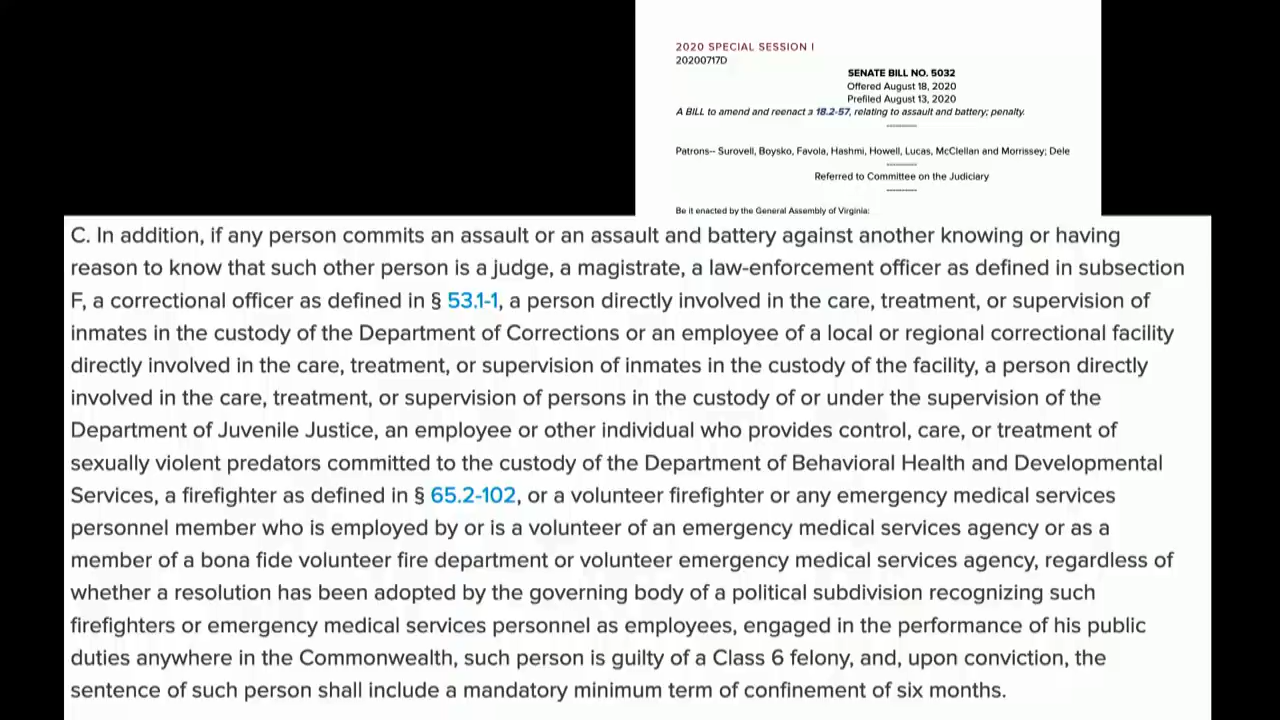 2020 SPECIAL SESSION I
20200717D
SENATE BILL NO. 5032
Offered August 18, 2020
Prefiled August 13, 2020
A BILL to amend and reenact a 18.2-57, relating to assault and battery; penalty.
Patrons-- Surovell, Boysko, Favola, Hashmi, Howell, Lucas, McClellan and Morrissey; Dele
Referred to Committee on the Judiciary
Be it enacted by the General Assembly of Virginia:
C. In addition, if any person commits an assault or an assault and battery against another knowing or having
reason to know that such other person is a judge, a magistrate, a law-enforcement officer as defined in subsection
F, a correctional officer as defined in § 53.1-1, a person directly involved in the care, treatment, or supervision of
inmates in the custody of the Department of Corrections or an employee of a local or regional correctional facility
directly involved in the care, treatment, or supervision of inmates in the custody of the facility, a person directly
involved in the care, treatment, or supervision of persons in the custody of or under the supervision of the
Department of Juvenile Justice, an employee or other individual who provides control, care, or treatment of
sexually violent predators committed to the custody of the Department of Behavioral Health and Developmental
Services, a firefighter as defined in § 65.2-102, or a volunteer firefighter or any emergency medical services
personnel member who is employed by or is a volunteer of an emergency medical services agency or as a
member of a bona fide volunteer fire department or volunteer emergency medical services agency, regardless of
whether a resolution has been adopted by the governing body of a political subdivision recognizing such
firefighters or emergency medical services personnel as employees, engaged in the performance of his public
duties anywhere in the Commonwealth, such person is guilty of a Class 6 felony, and, upon conviction, the
sentence of such person shall include a mandatory minimum term of confinement of six months.